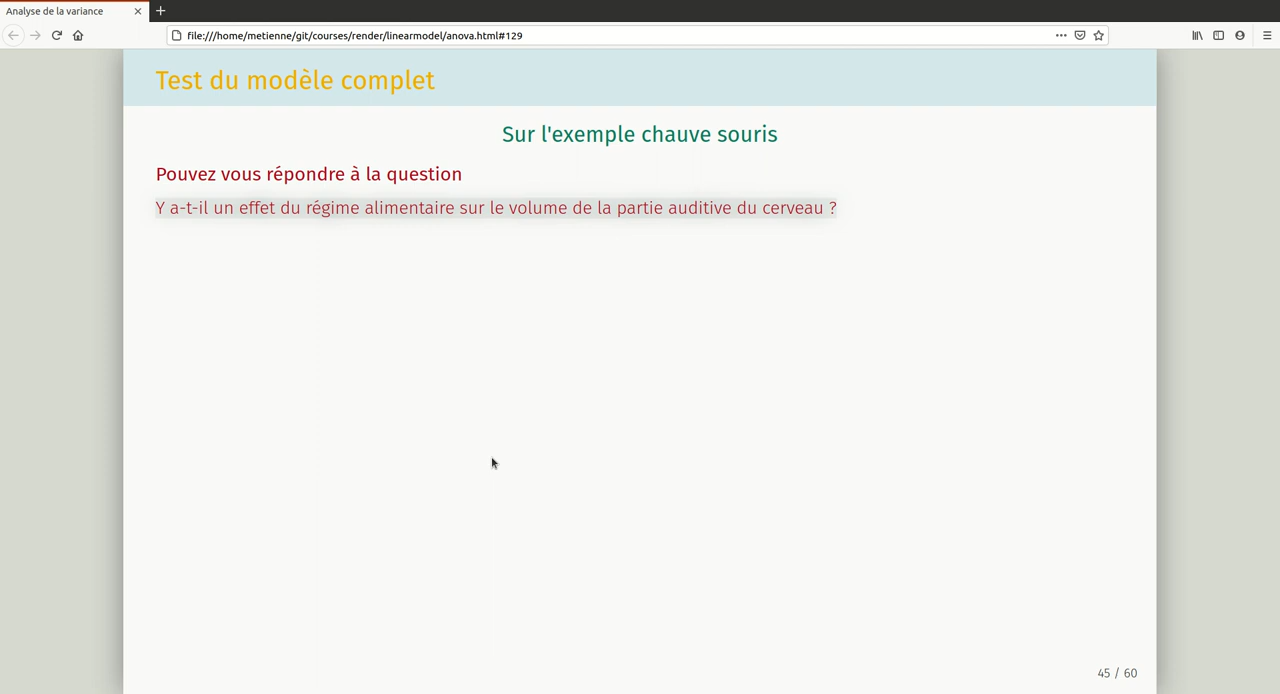 Analyse de la variance
file:///home/metienne/git/courses/render/linearmodel/anova.html#129
Test du modèle complet
Sur l'exemple chauve souris
Pouvez vous répondre à la question
Y a-t-il un effet du régime alimentaire sur le volume de la partie auditive du cerveau ?
45 / 60